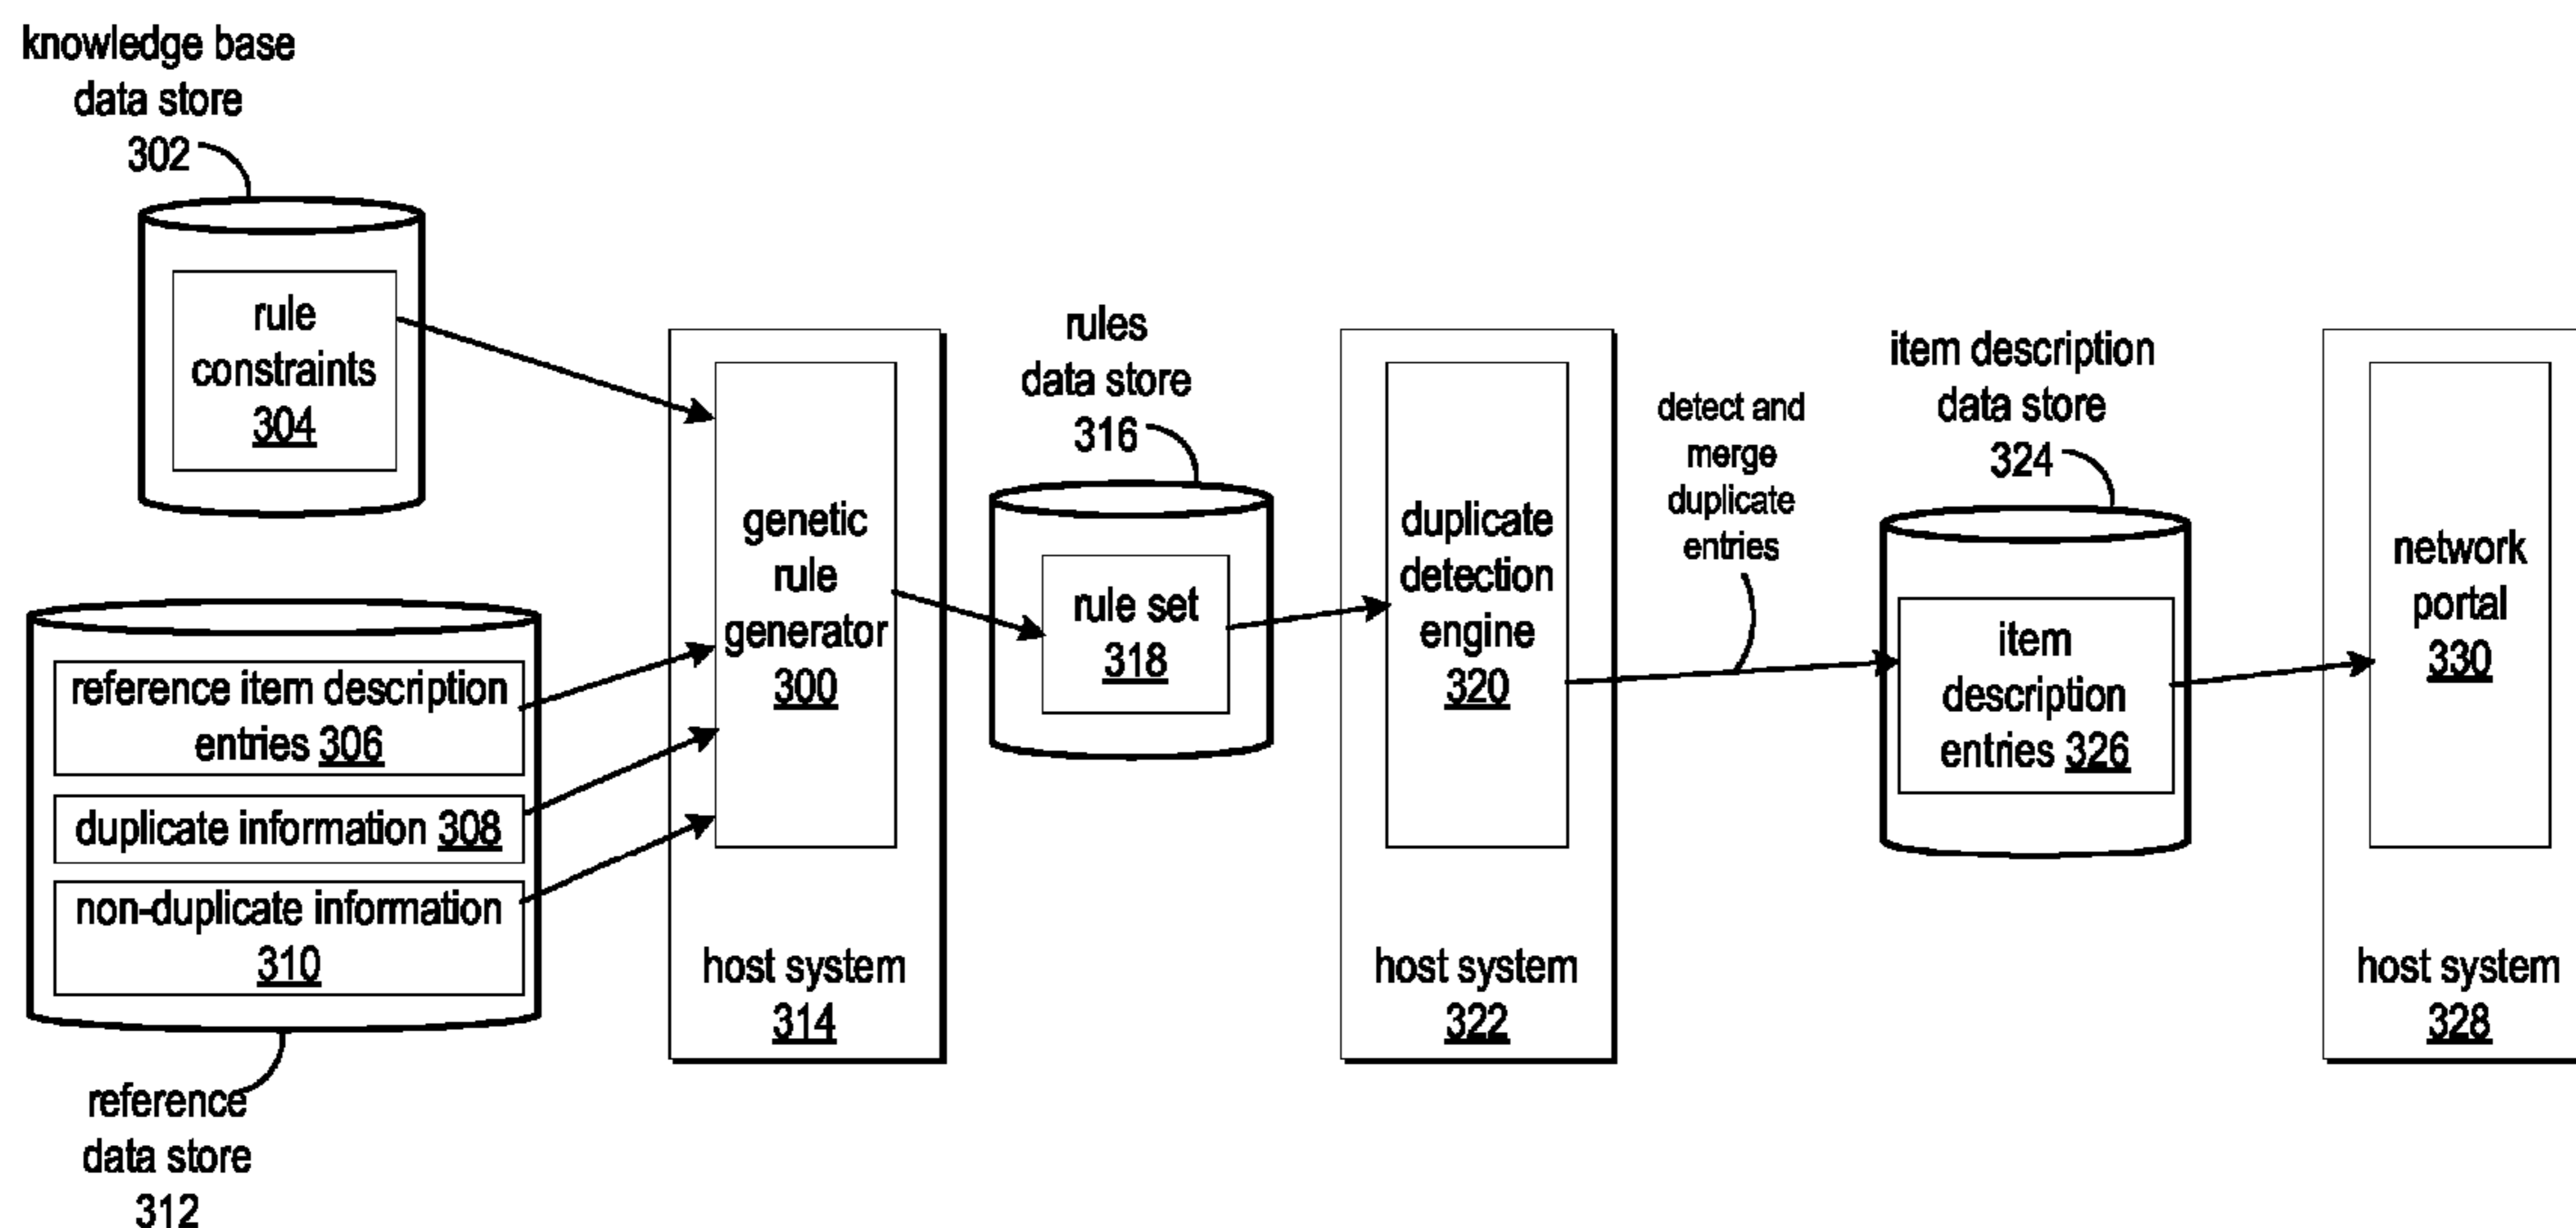 knowledge base
data store
302
rule
constraints
304
reference item description
entries 306
duplicate information 308
non-duplicate information
310
reference
data store
312
genetic
rule
generator
300
host system
314
rules
data store
316
rule set
318
duplicate
detection
engine
320
host system
322
detect and
merge
duplicate
entries
item description
data store
324
item
description
entries 326
network
portal
330
host system
328